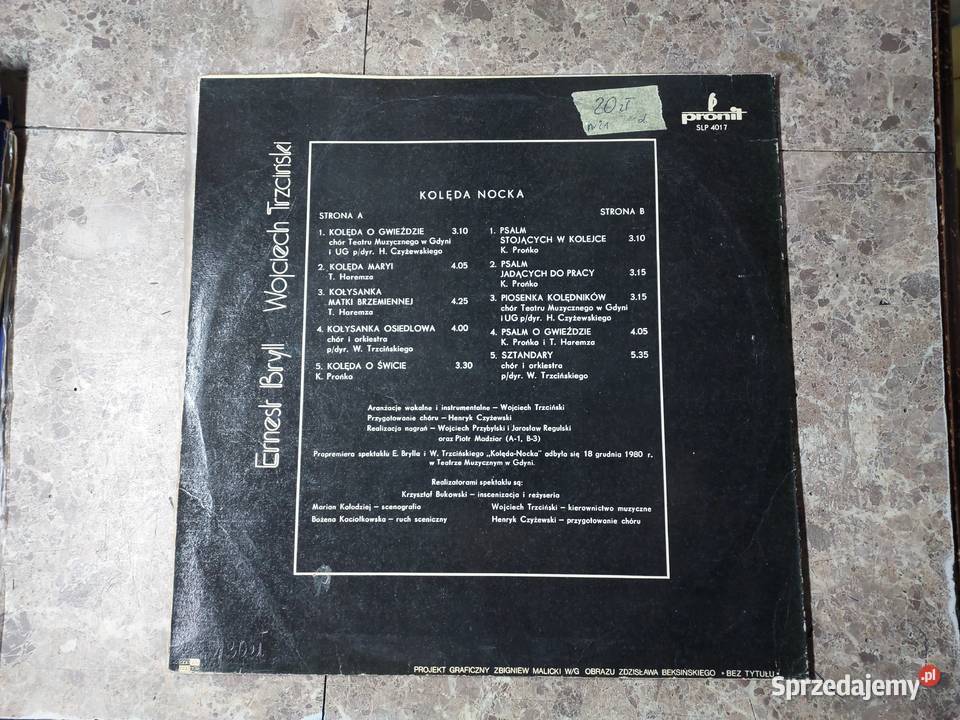 20 zł
pronit
SLP 4017
Ernest Bryll Wojciech Trzciński
KOLĘDA NOCKA
STRONA A
1. KOLĘDA O GWIEŹDZIE 3.10
chór Teatru Muzycznego w Gdyni
i UG p/dyr. H. Czyżewskiego
2. KOLĘDA MARYI 4.05
T. Haremza
3. KOŁYSANKA
MATKI BRZEMIENNEJ 4.25
T. Haremza
4. KOŁYSANKA OSIEDLOWA 4.00
chór i orkiestra
p/dyr. W. Trzcińskiego
5. KOLĘDA O ŚWICIE 3.30
K. Prońko
STRONA B
1. PSALM
STOJĄCYCH W KOLEJCE 3.10
K. Prońko
2. PSALM
JADĄCYCH DO PRACY 3.15
K. Prońko
3. PIOSENKA KOLĘDNIKÓW 3.15
chór Teatru Muzycznego w Gdyni
i UG p/dyr. H. Czyżewskiego
4. PSALM O GWIEŹDZIE 4.05
K. Prońko i T. Haremza
5. SZTANDARY 5.35
chór i orkiestra
p/dyr. W. Trzcińskiego
Aranżacje wokalne i instrumentalne – Wojciech Trzciński
Przygotowanie chóru – Henryk Czyżewski
Realizacja nagrań – Wojciech Przybylski i Jarosław Regulski
oraz Piotr Madzior (A-1, B-3)
Prapremiera spektaklu E. Brylla i W. Trzcińskiego „Kolęda-Nocka" odbyła się 18 grudnia 1980 r.
w Teatrze Muzycznym w Gdyni.
Realizatorami spektaklu są:
Krzysztof Bukowski – inscenizacja i reżyseria
Marian Kołodziej – scenografia Wojciech Trzciński – kierownictwo muzyczne
Bożena Kociołkowska – ruch sceniczny Henryk Czyżewski – przygotowanie chóru
PROJEKT GRAFICZNY ZBIGNIEW MALICKI W/G OBRAZU ZDZISŁAWA BEKSIŃSKIEGO • BEZ TYTUŁU •
Sprzedajemy.pl